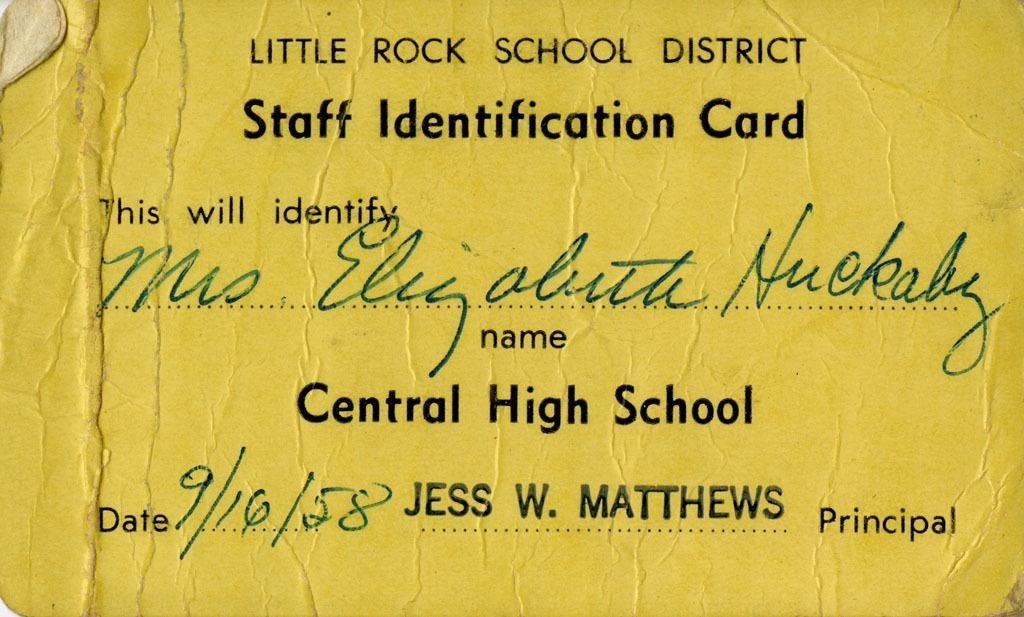 LITTLE ROCK SCHOOL DISTRICT
Staff Identification Card
This will identify
Mrs. Elizabeth Huckaby
name
Central High School
Date 9/16/58 JESS W. MATTHEWS Principal